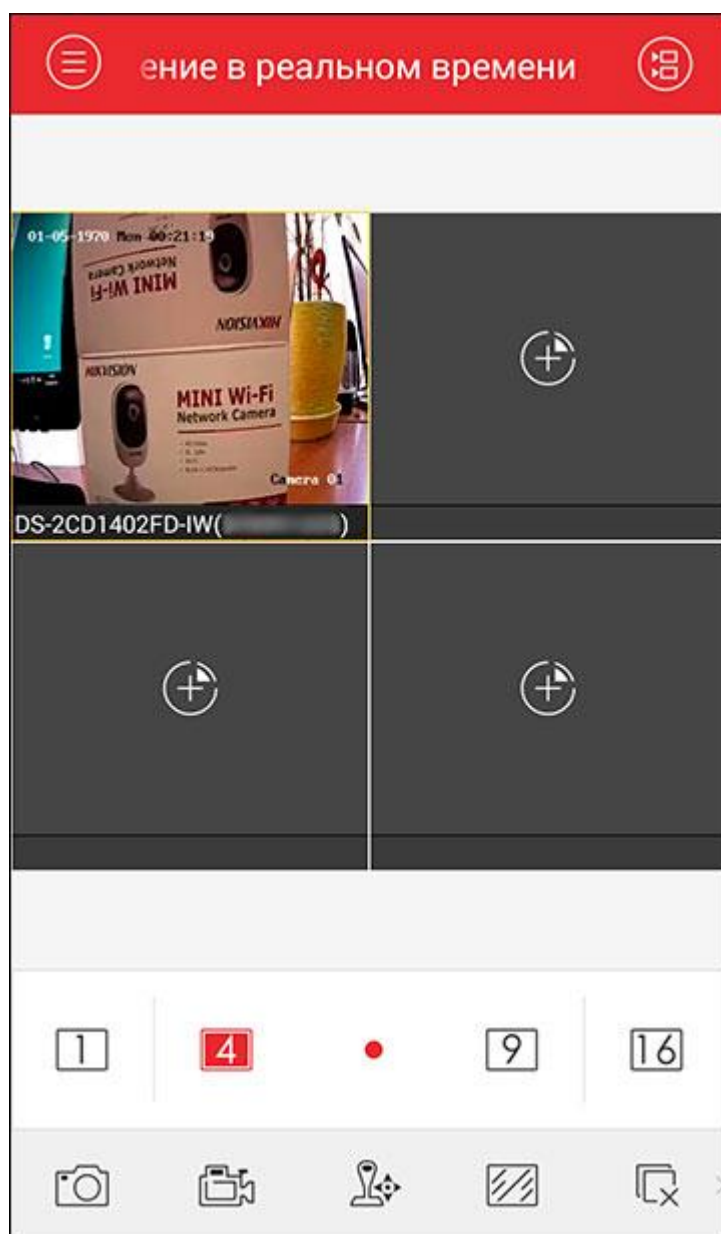 ение в реальном времени
01-05-1970 Mon 00:21:19
Network Camera
MINI Wi-Fi
HIKVISION
HIKVISION
MINI Wi-Fi
Network Camera
Camera 01
DS-2CD1402FD-IW( )
1
4
9
16